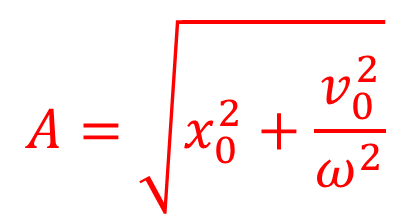 A = √(x₀² + v₀²/ω²)